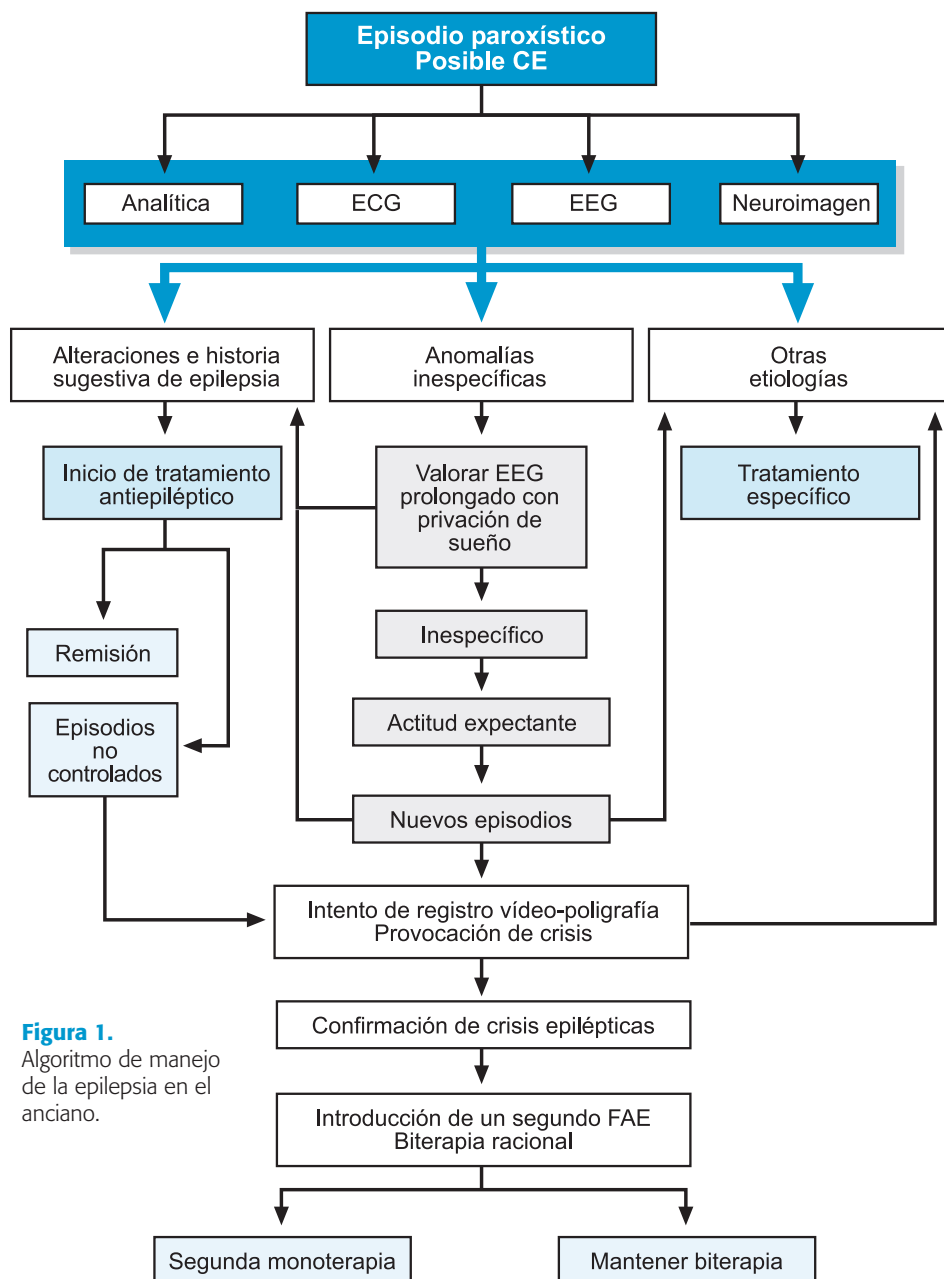 Episodio paroxístico
Posible CE
Analítica
ECG
EEG
Neuroimagen
Alteraciones e historia
sugestiva de epilepsia
Anomalías
inespecíficas
Otras
etiologías
Inicio de tratamiento
antiepiléptico
Valorar EEG
prolongado con
privación de
sueño
Tratamiento
específico
Remisión
Inespecífico
Episodios
no
controlados
Actitud expectante
Nuevos episodios
Intento de registro vídeo-poligrafía
Provocación de crisis
Confirmación de crisis epilépticas
Figura 1.
Algoritmo de manejo
de la epilepsia en el
anciano.
Introducción de un segundo FAE
Biterapia racional
Segunda monoterapia
Mantener biterapia